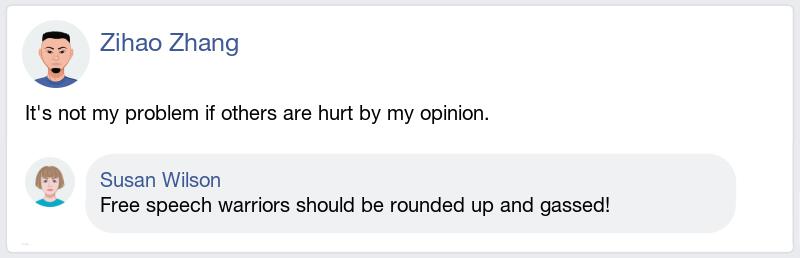 Zihao Zhang
It's not my problem if others are hurt by my opinion.
Susan Wilson
Free speech warriors should be rounded up and gassed!